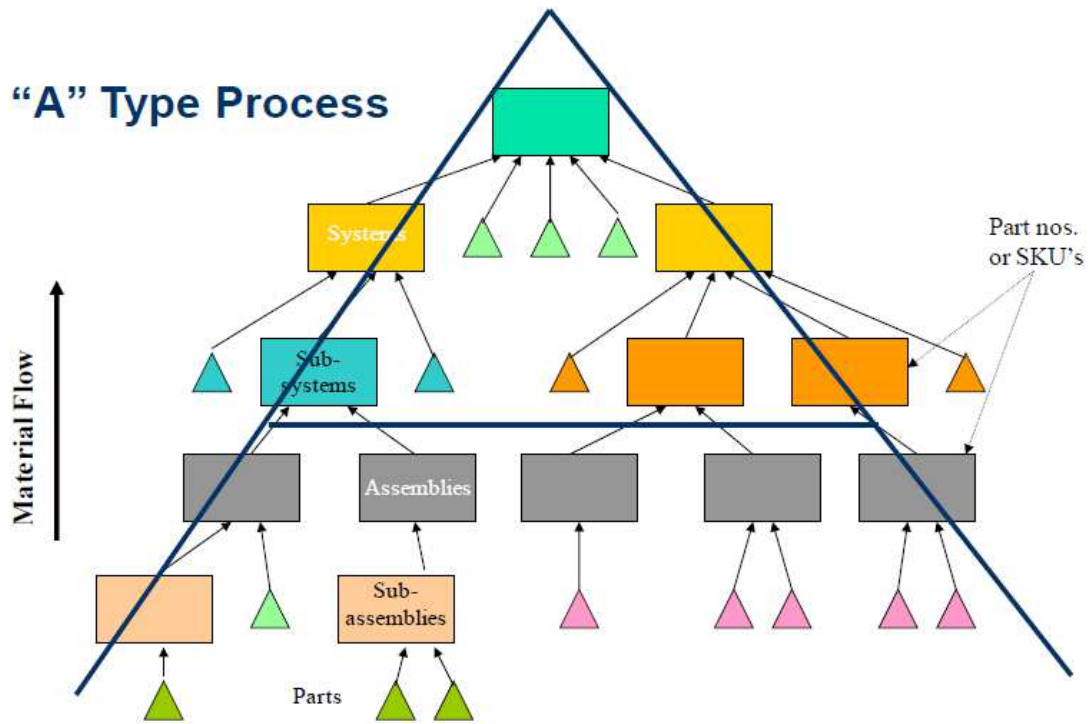 “A” Type Process
Systems
Part nos.
or SKU's
Sub-
systems
Material Flow
Assemblies
Sub-
assemblies
Parts